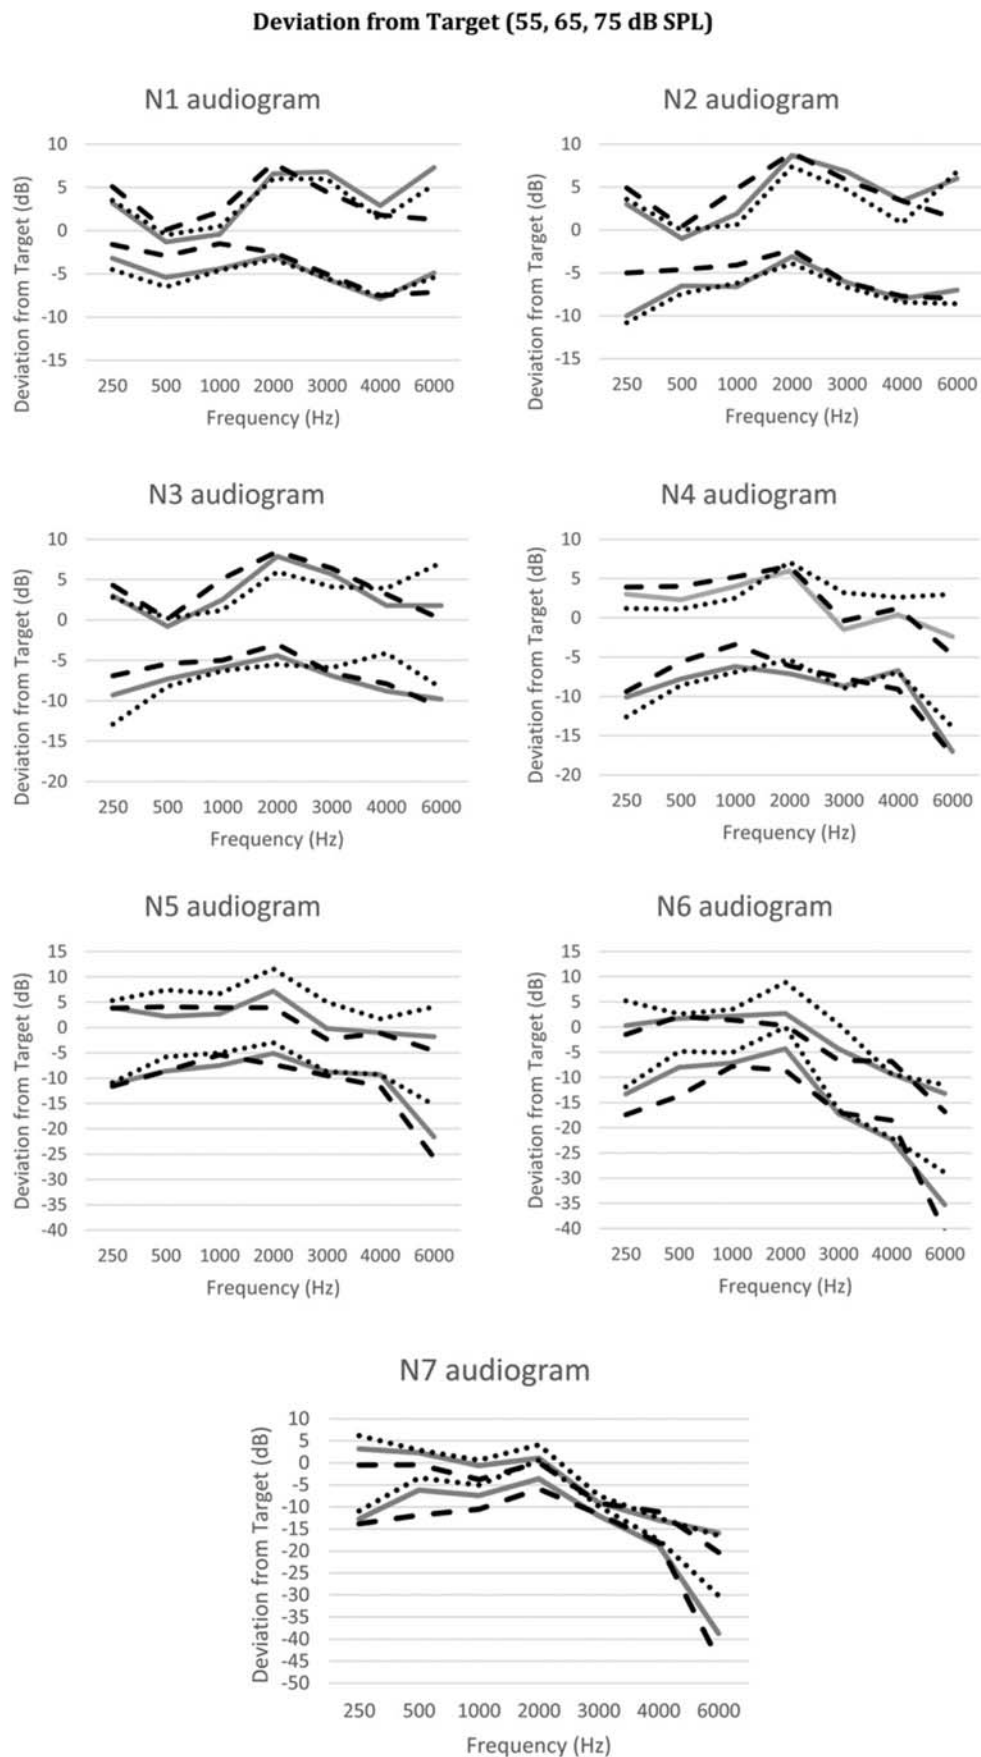 Deviation from Target (55, 65, 75 dB SPL)
N1 audiogram
Deviation from Target (dB)
10
5
0
-5
-10
-15
250 500 1000 2000 3000 4000 6000
Frequency (Hz)
N2 audiogram
Deviation from Target (dB)
10
5
0
-5
-10
-15
250 500 1000 2000 3000 4000 6000
Frequency (Hz)
N3 audiogram
Deviation from Target (dB)
10
5
0
-5
-10
-15
-20
250 500 1000 2000 3000 4000 6000
Frequency (Hz)
N4 audiogram
Deviation from Target (dB)
10
5
0
-5
-10
-15
-20
250 500 1000 2000 3000 4000 6000
Frequency (Hz)
N5 audiogram
Deviation from Target (dB)
15
10
5
0
-5
-10
-15
-20
-25
-30
-35
-40
250 500 1000 2000 3000 4000 6000
Frequency (Hz)
N6 audiogram
Deviation from Target (dB)
15
10
5
0
-5
-10
-15
-20
-25
-30
-35
-40
250 500 1000 2000 3000 4000 6000
Frequency (Hz)
N7 audiogram
Deviation from Target (dB)
10
5
0
-5
-10
-15
-20
-25
-30
-35
-40
-45
-50
250 500 1000 2000 3000 4000 6000
Frequency (Hz)